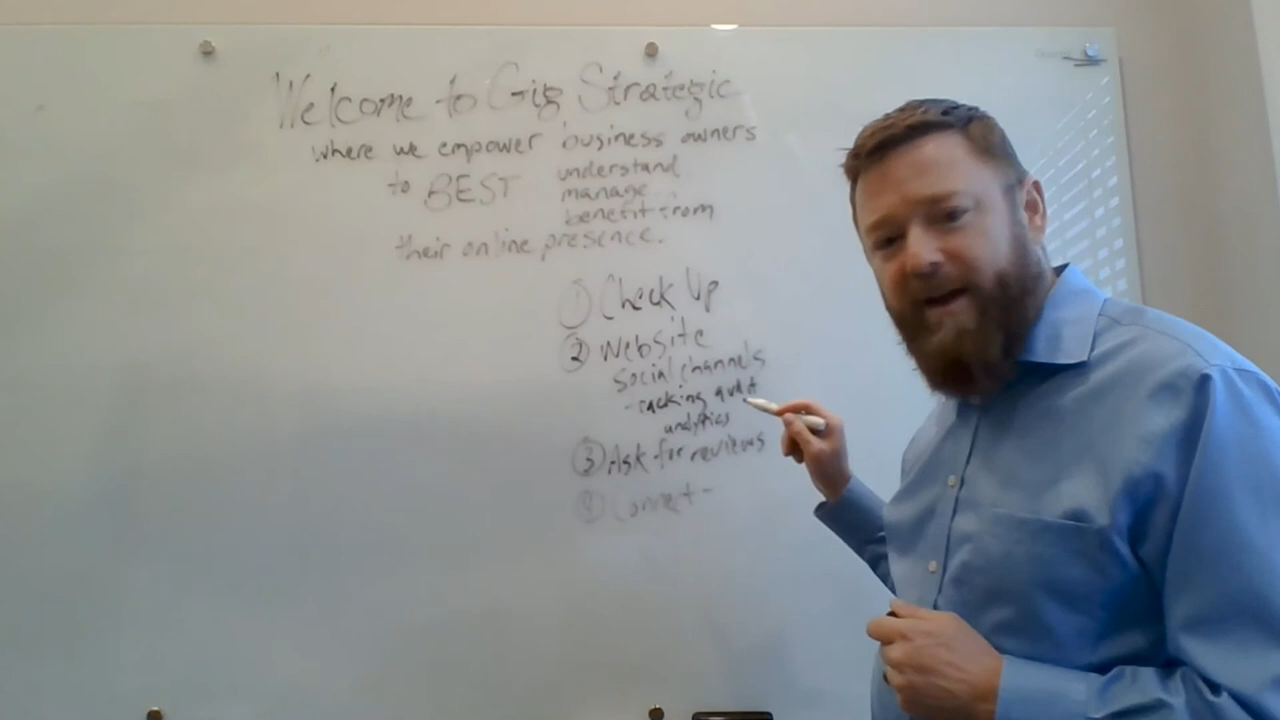 Welcome to Gig Strategic
where we empower business owners
to BEST understand
manage
benefit from
their online presence.
① Check Up
② Website
Social channels
tracking audit
analytics
③ Ask for reviews
④ Connect -